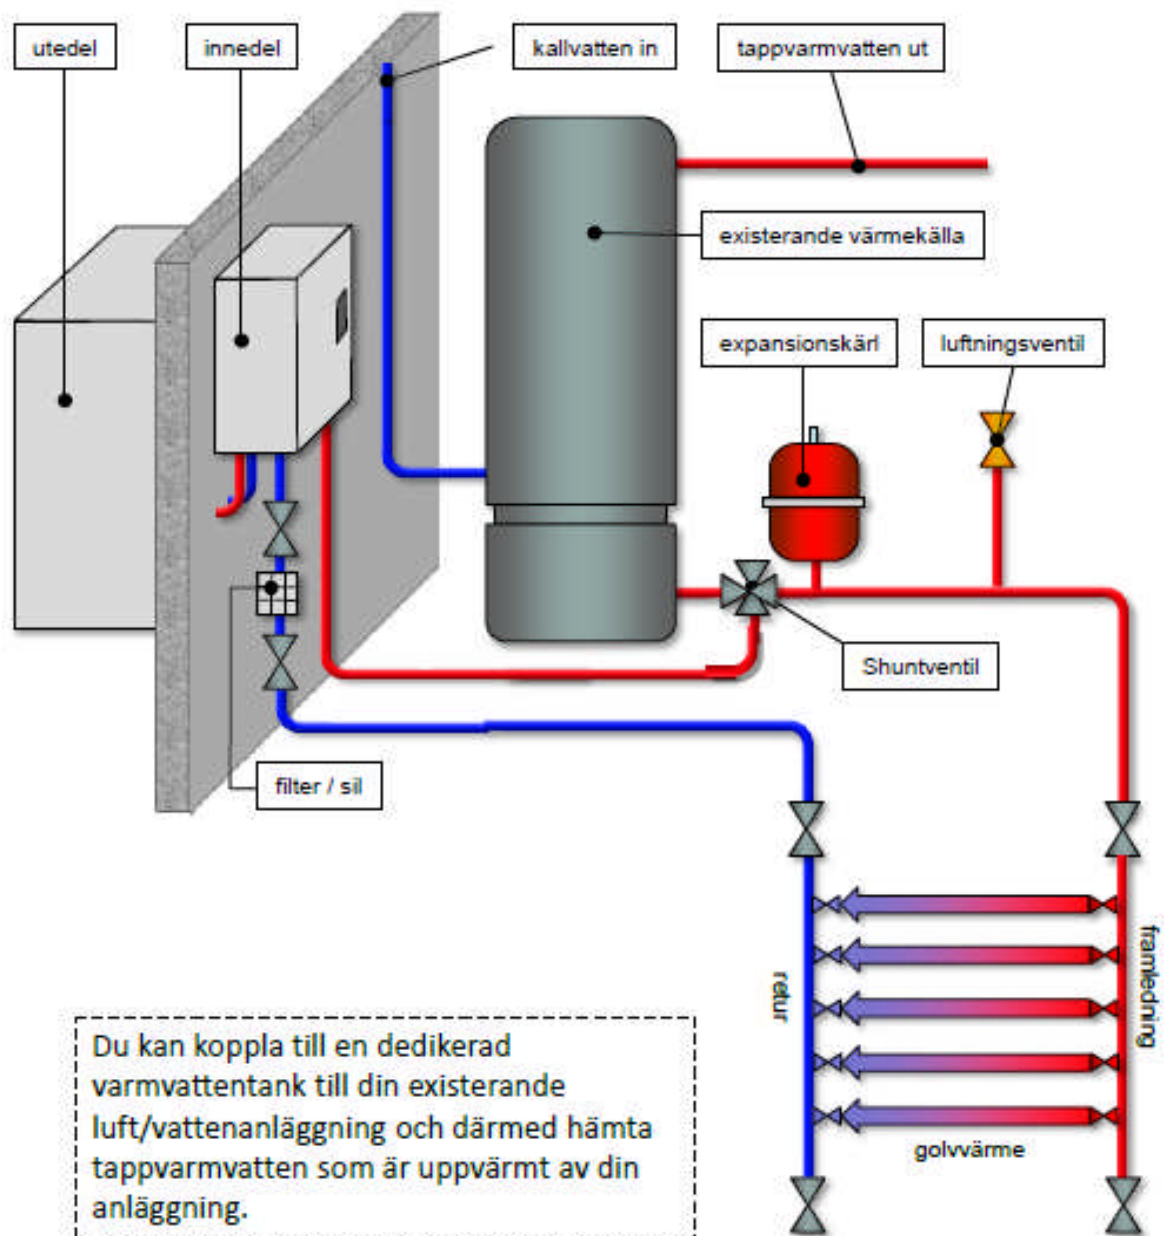 utedel
innedel
kallvatten in
tappvarmvatten ut
existerande värmekälla
expansionskärl
luftningsventil
Shuntventil
filter / sil
retur
framledning
golvvärme
Du kan koppla till en dedikerad
varmvattentank till din existerande
luft/vattenanläggning och därmed hämta
tappvarmvatten som är uppvärmt av din
anläggning.